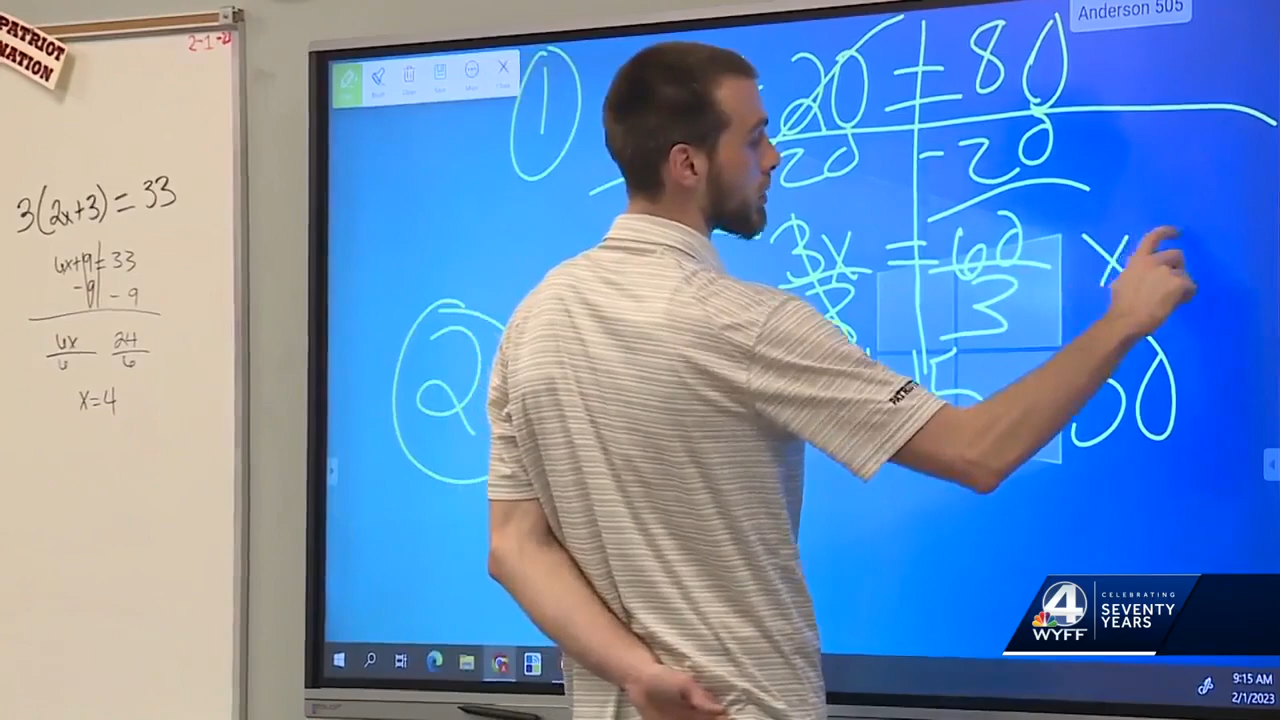 PATRIOT
NATION
2-1-2
3(2x+3)=33
6x+9=33
-9 -9
6x 24
6 6
x=4
Anderson 505
1
20 = 80
20 -20
3x = 60
3 3
x
2
PATRIOT
4
WYFF
CELEBRATING
SEVENTY
YEARS
9:15 AM
2/1/2023